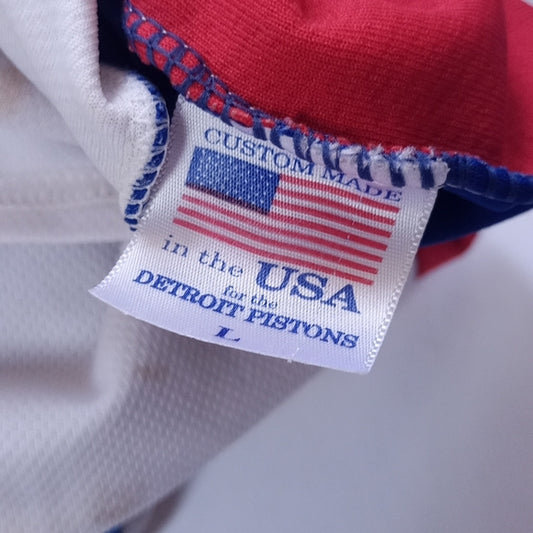 CUSTOM MADE
in the USA
for the
DETROIT PISTONS
L